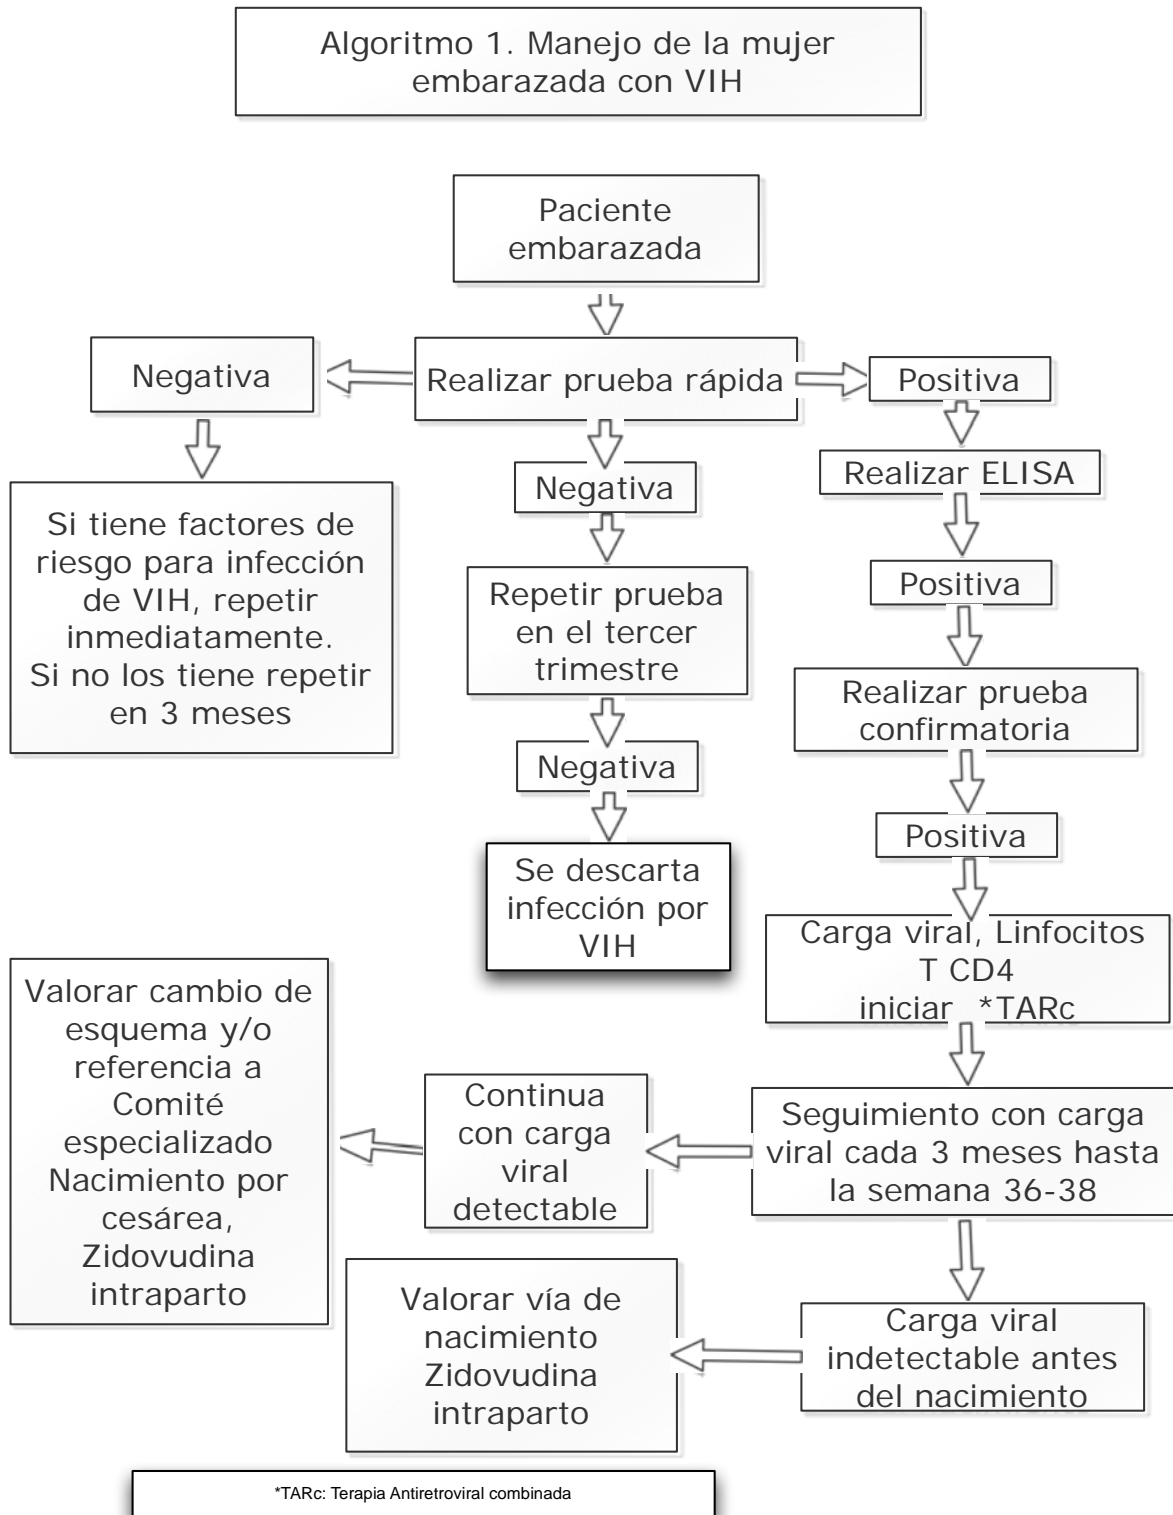 Algoritmo 1. Manejo de la mujer
embarazada con VIH
Paciente
embarazada
Negativa
Realizar prueba rápida
Positiva
Si tiene factores de
riesgo para infección
de VIH, repetir
inmediatamente.
Si no los tiene repetir
en 3 meses
Negativa
Repetir prueba
en el tercer
trimestre
Negativa
Se descarta
infección por
VIH
Realizar ELISA
Positiva
Realizar prueba
confirmatoria
Positiva
Carga viral, Linfocitos
T CD4
iniciar *TARc
Seguimiento con carga
viral cada 3 meses hasta
la semana 36-38
Continua
con carga
viral
detectable
Valorar cambio de
esquema y/o
referencia a
Comité
especializado
Nacimiento por
cesárea,
Zidovudina
intraparto
Carga viral
indetectable antes
del nacimiento
Valorar vía de
nacimiento
Zidovudina
intraparto
*TARc: Terapia Antiretroviral combinada